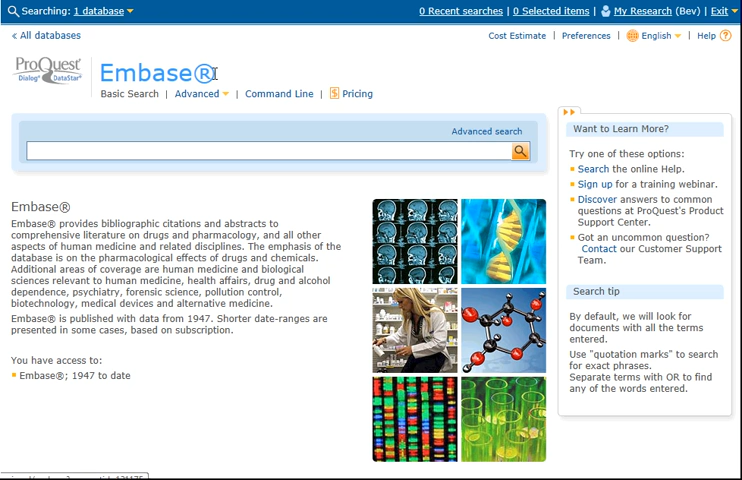 Searching: 1 database
0 Recent searches | 0 Selected items | My Research (Bev) | Exit
« All databases
Cost Estimate | Preferences | English | Help ?
ProQuest
Dialog DataStar
Embase®
Basic Search | Advanced | Command Line | $ Pricing
Advanced search
Embase®
Embase® provides bibliographic citations and abstracts to
comprehensive literature on drugs and pharmacology, and all other
aspects of human medicine and related disciplines. The emphasis of the
database is on the pharmacological effects of drugs and chemicals.
Additional areas of coverage are human medicine and biological
sciences relevant to human medicine, health affairs, drug and alcohol
dependence, psychiatry, forensic science, pollution control,
biotechnology, medical devices and alternative medicine.
Embase® is published with data from 1947. Shorter date-ranges are
presented in some cases, based on subscription.
You have access to:
Embase®; 1947 to date
Want to Learn More?
Try one of these options:
Search the online Help.
Sign up for a training webinar.
Discover answers to common
questions at ProQuest's Product
Support Center.
Got an uncommon question?
Contact our Customer Support
Team.
Search tip
By default, we will look for
documents with all the terms
entered.
Use "quotation marks" to search
for exact phrases.
Separate terms with OR to find
any of the words entered.